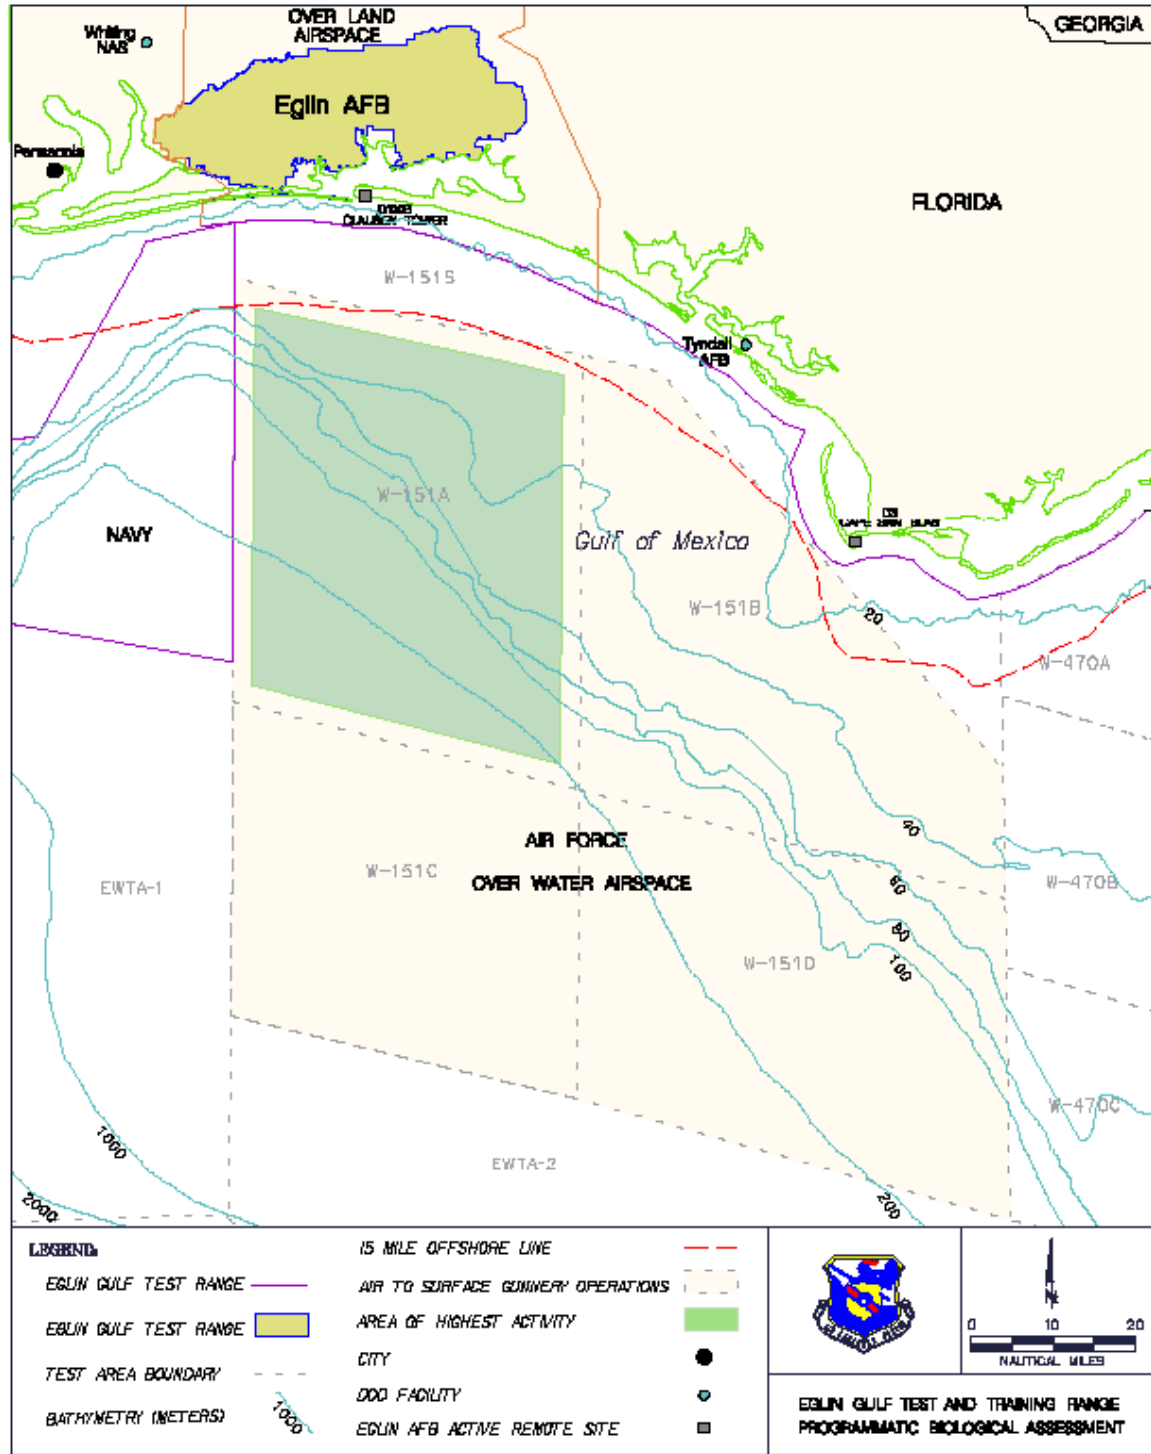 OVER LAND
AIRSPACE
GEORGIA
Whiting
NAS
Eglin AFB
Pensacola
FLORIDA
TOWER
W-151S
Tyndall
AFB
W-151A
NAVY
Gulf of Mexico
CAPE SAN BLAS
W-151B
20
W-470A
40
AIR FORCE
OVER WATER AIRSPACE
W-151C
EWTA-1
60
W-470B
80
100
W-151D
W-470C
1000
EWTA-2
2000
200
LEGEND:
EGLIN GULF TEST RANGE
EGLIN GULF TEST RANGE
TEST AREA BOUNDARY
BATHYMETRY (METERS)
1000
15 MILE OFFSHORE LINE
AIR TO SURFACE GUNNERY OPERATIONS
AREA OF HIGHEST ACTIVITY
CITY
DOD FACILITY
EGLIN AFB ACTIVE REMOTE SITE
N
0 10 20
NAUTICAL MILES
EGLIN GULF TEST AND TRAINING RANGE
PROGRAMMATIC BIOLOGICAL ASSESSMENT